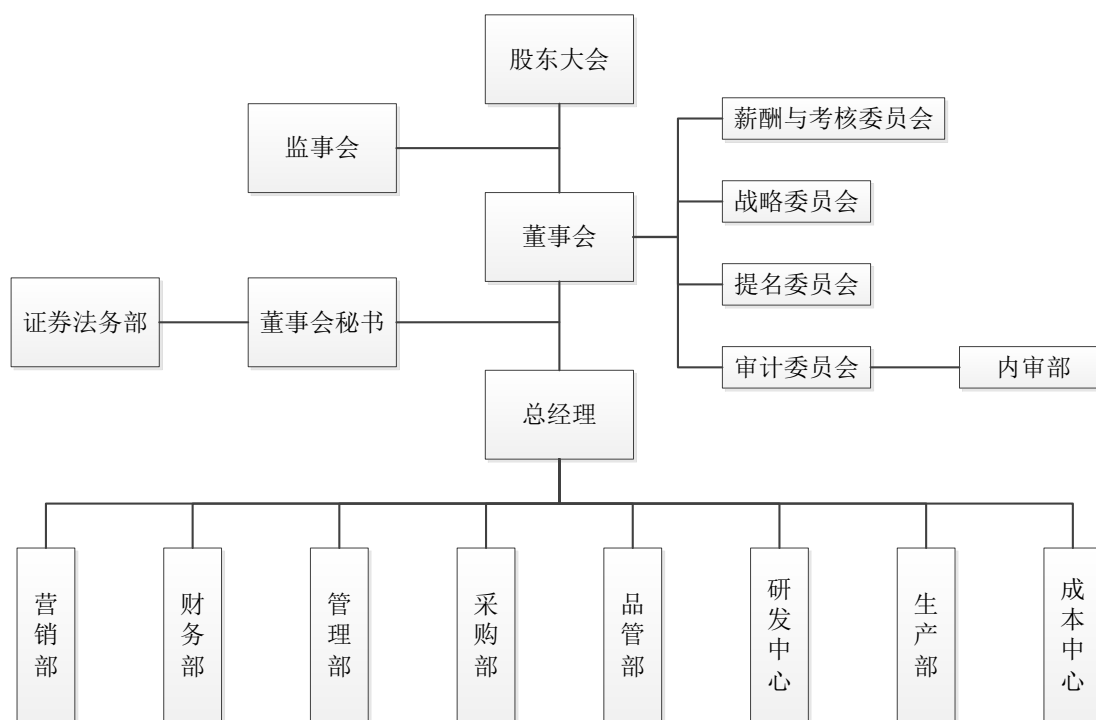 股东大会
监事会
薪酬与考核委员会
战略委员会
董事会
提名委员会
证券法务部
董事会秘书
审计委员会
内审部
总经理
营销部
财务部
管理部
采购部
品管部
研发中心
生产部
成本中心